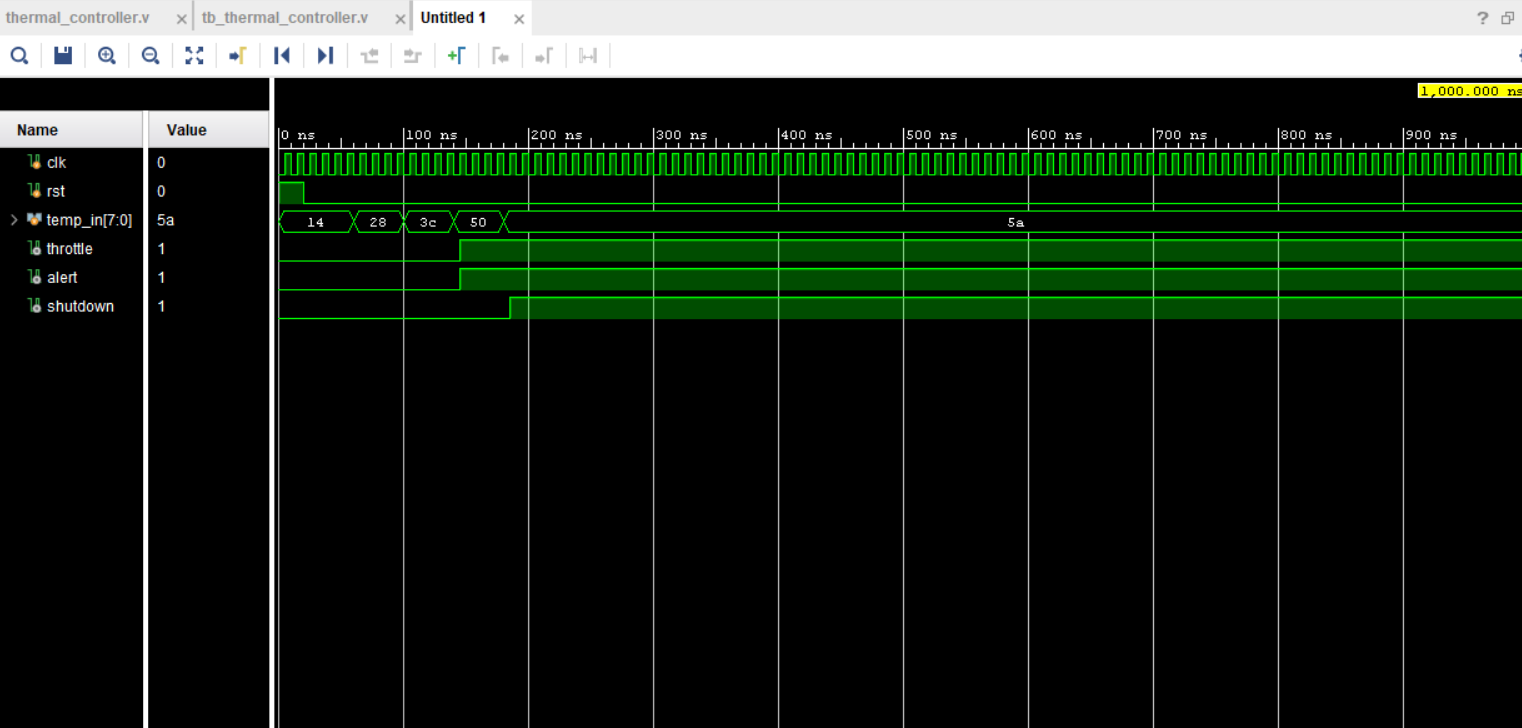 thermal_controller.v × tb_thermal_controller.v × Untitled 1 × ?
1,000.000 ns
Name Value
0 ns 100 ns 200 ns 300 ns 400 ns 500 ns 600 ns 700 ns 800 ns 900 ns
clk 0
rst 0
temp_in[7:0] 5a 14 28 3c 50 5a
throttle 1
alert 1
shutdown 1